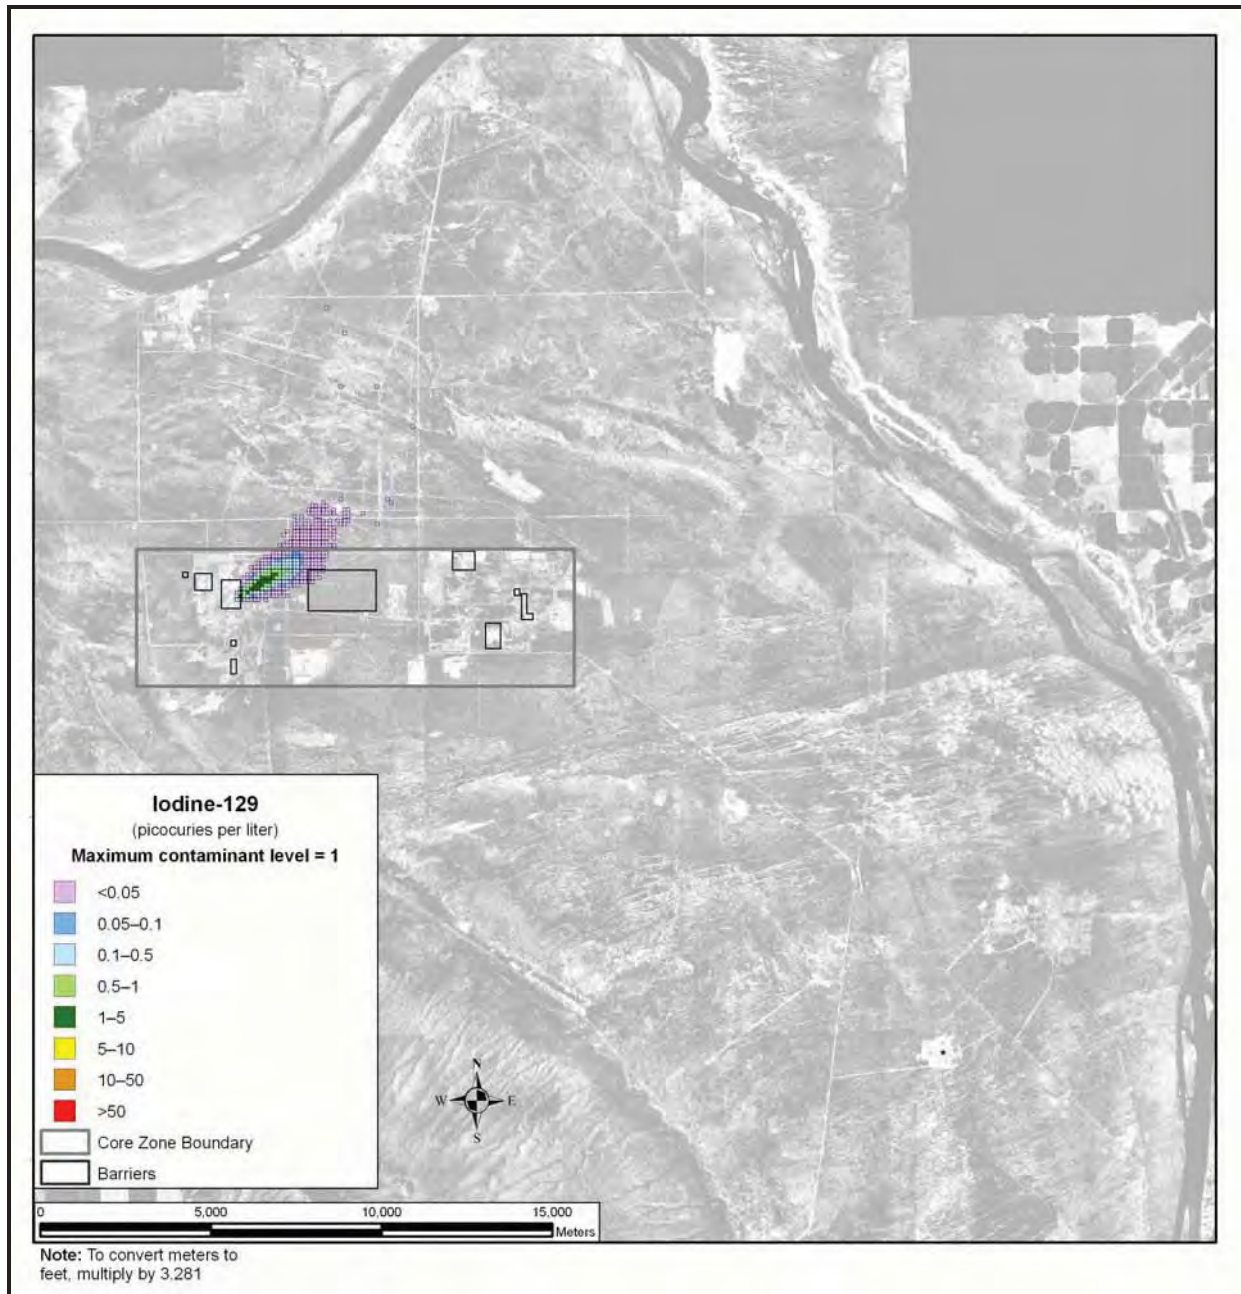 Iodine-129
(picocuries per liter)
Maximum contaminant level = 1
<0.05
0.05–0.1
0.1–0.5
0.5–1
1–5
5–10
10–50
>50
Core Zone Boundary
Barriers
N
W E
S
0 5,000 10,000 15,000
Meters
Note: To convert meters to
feet, multiply by 3.281